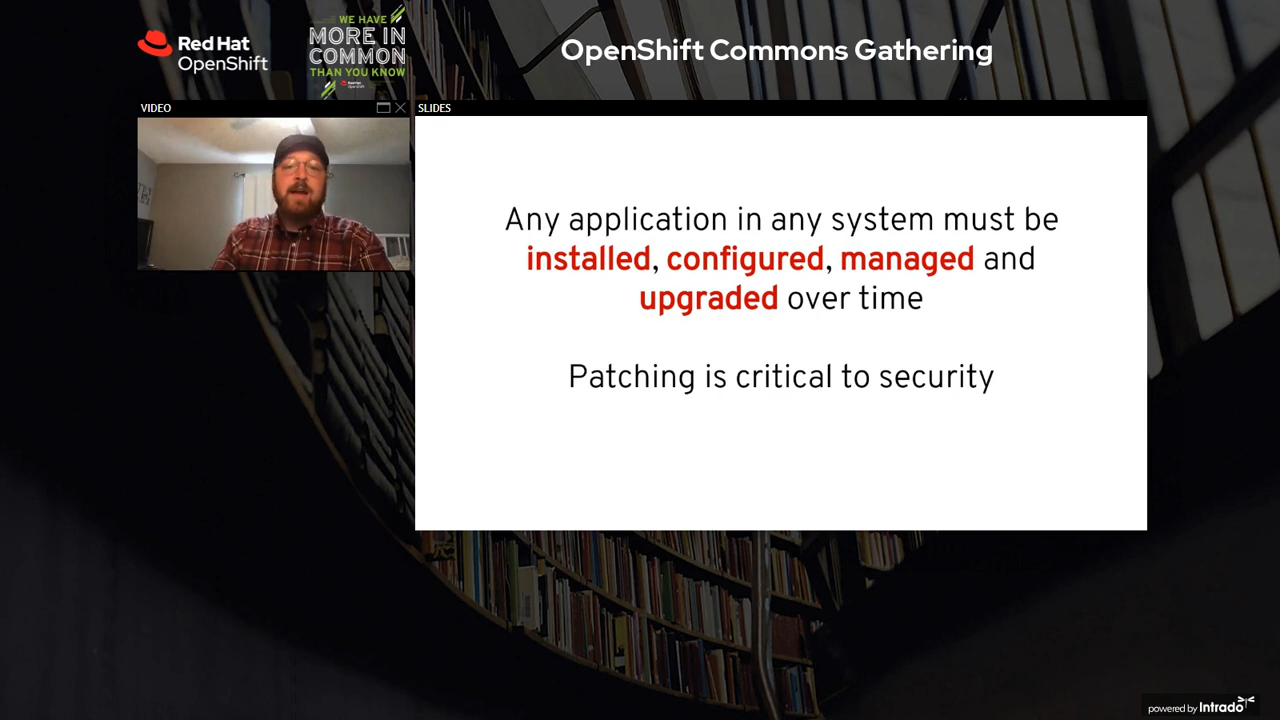 Red Hat
OpenShift
WE HAVE
MORE IN
COMMON
THAN YOU KNOW
OpenShift Commons Gathering
VIDEO
SLIDES
Any application in any system must be
installed, configured, managed and
upgraded over time
Patching is critical to security
powered by Intrado